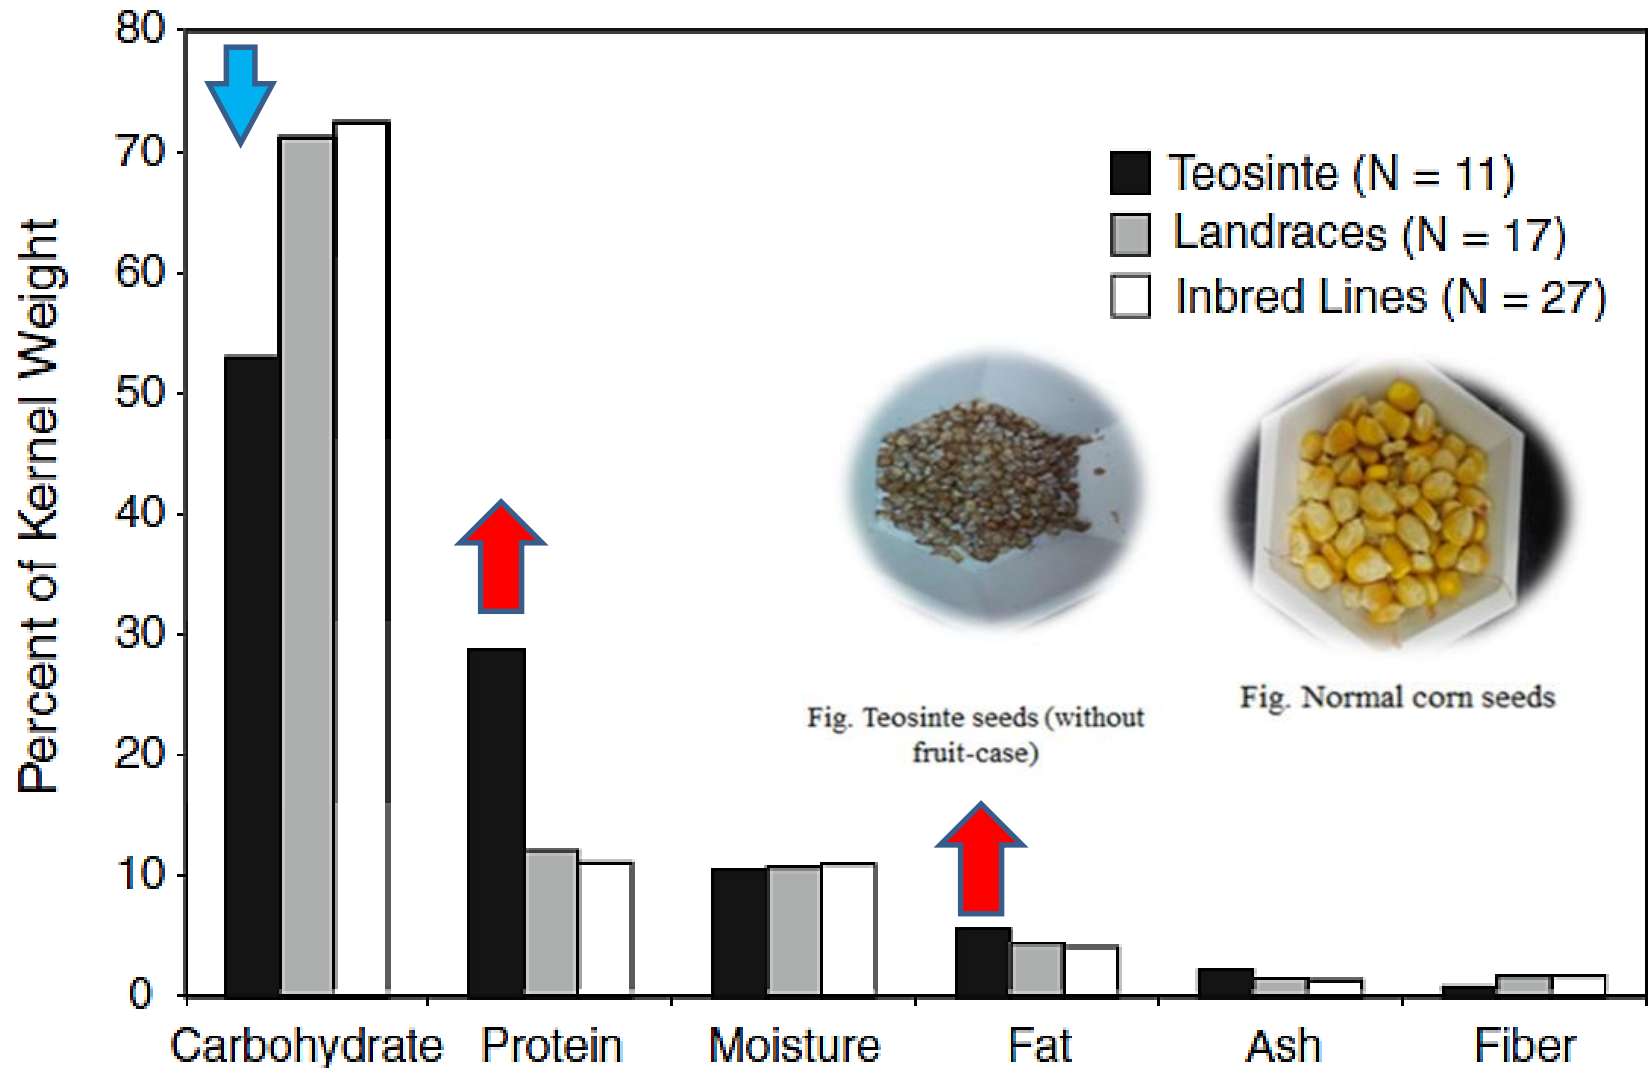 Percent of Kernel Weight
80
70
60
50
40
30
20
10
0
Teosinte (N = 11)
Landraces (N = 17)
Inbred Lines (N = 27)
Fig. Teosinte seeds (without
fruit-case)
Fig. Normal corn seeds
Carbohydrate
Protein
Moisture
Fat
Ash
Fiber